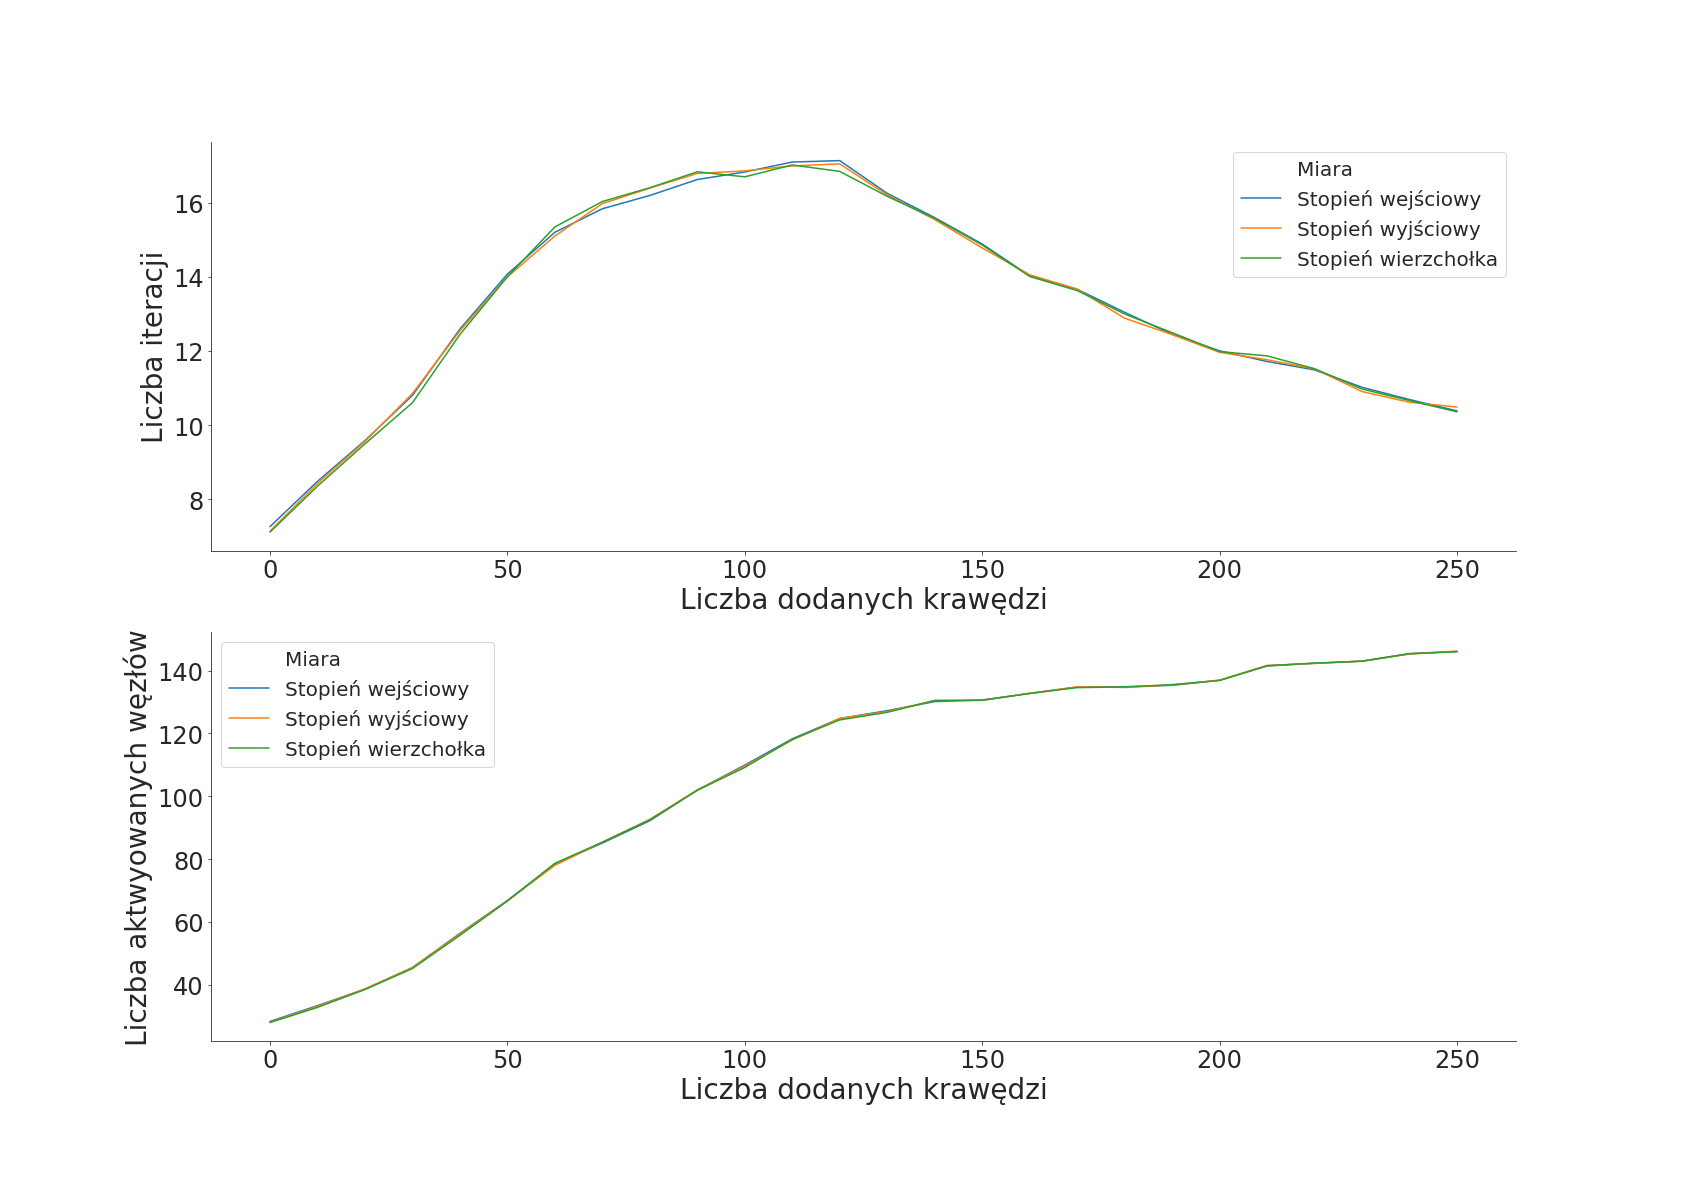 Liczba iteracji
16
14
12
10
8
Miara
Stopień wejściowy
Stopień wyjściowy
Stopień wierzchołka
0 50 100 150 200 250
Liczba dodanych krawędzi
Liczba aktwyowanych węzłów
140
120
100
80
60
40
Miara
Stopień wejściowy
Stopień wyjściowy
Stopień wierzchołka
0 50 100 150 200 250
Liczba dodanych krawędzi